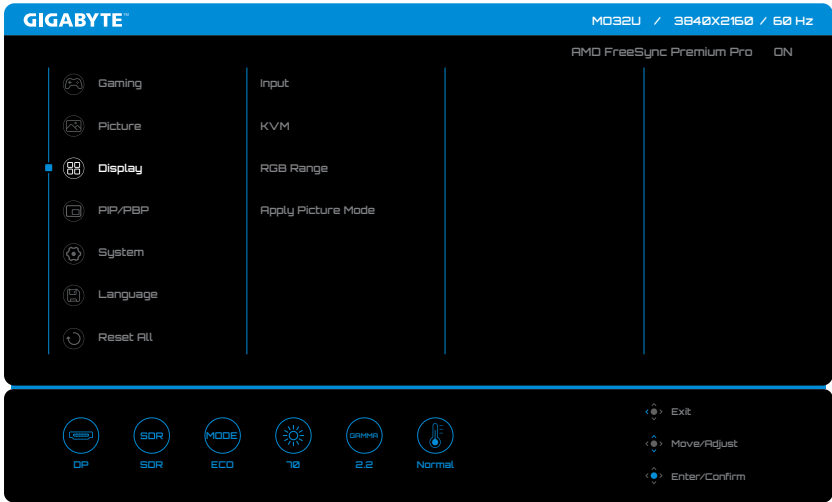 GIGABYTE™ MO32U / 3840X2160 / 60 Hz
AMD FreeSync Premium Pro ON
Gaming Input
Picture KVM
Display RGB Range
PIP/PBP Apply Picture Mode
System
Language
Reset All
Exit
SDR MODE GAMMA
Move/Adjust
DP SDR ECO 70 2.2 Normal
Enter/Confirm